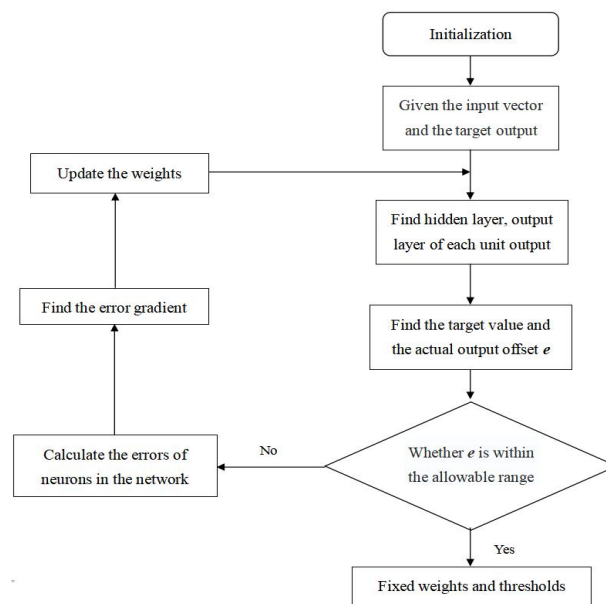 Initialization
Given the input vector
and the target output
Update the weights
Find hidden layer, output
layer of each unit output
Find the error gradient
Find the target value and
the actual output offset e
Calculate the errors of
neurons in the network
No
Whether e is within
the allowable range
Yes
Fixed weights and thresholds